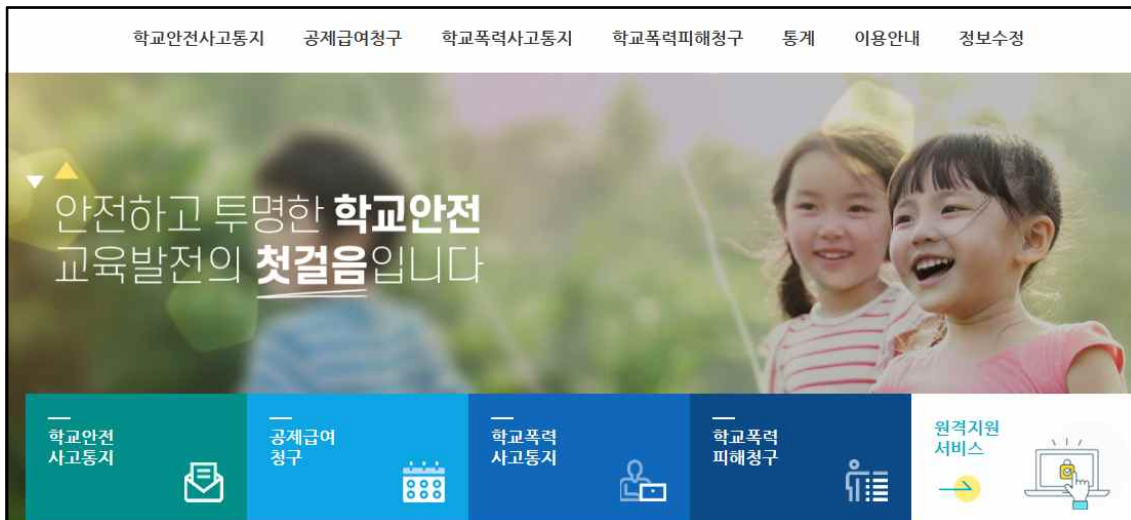 학교안전사고통지 공제급여청구 학교폭력사고통지 학교폭력피해청구 통계 이용안내 정보수정
안전하고 투명한 학교안전
교육발전의 첫걸음입니다
학교안전
사고통지
공제급여
청구
학교폭력
사고통지
학교폭력
피해청구
원격지원
서비스